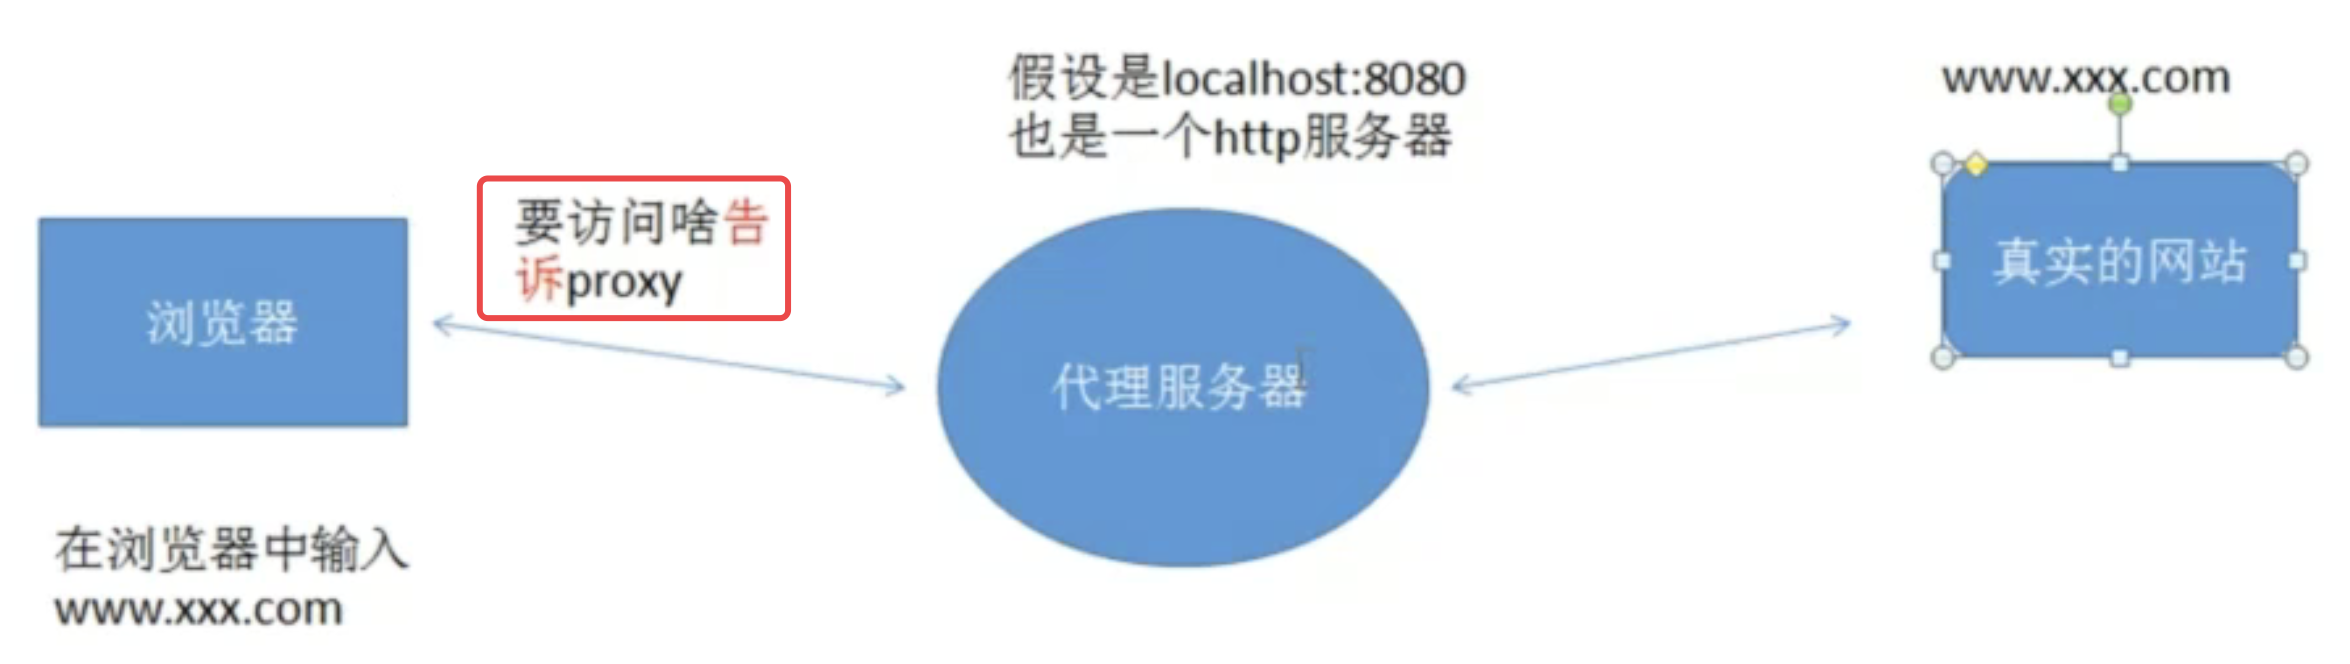 假设是localhost:8080
也是一个http服务器
www.xxx.com
要访问啥告
诉proxy
浏览器
代理服务器
真实的网站
在浏览器中输入
www.xxx.com